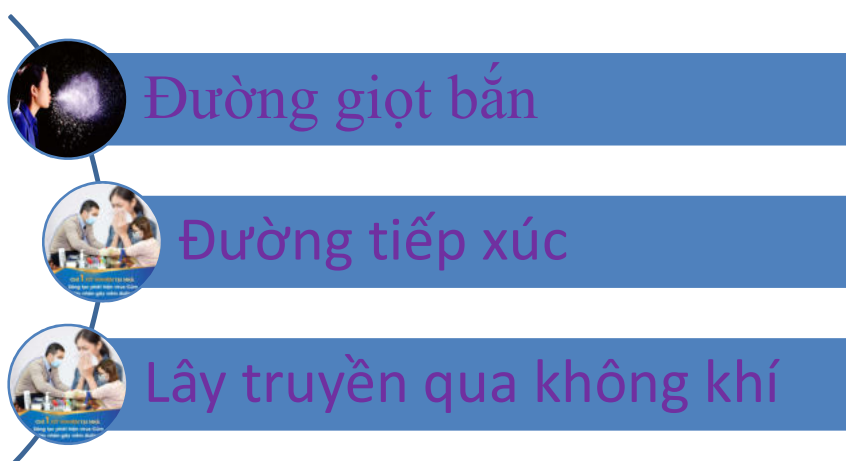 Đường giọt bắn
Đường tiếp xúc
Lây truyền qua không khí